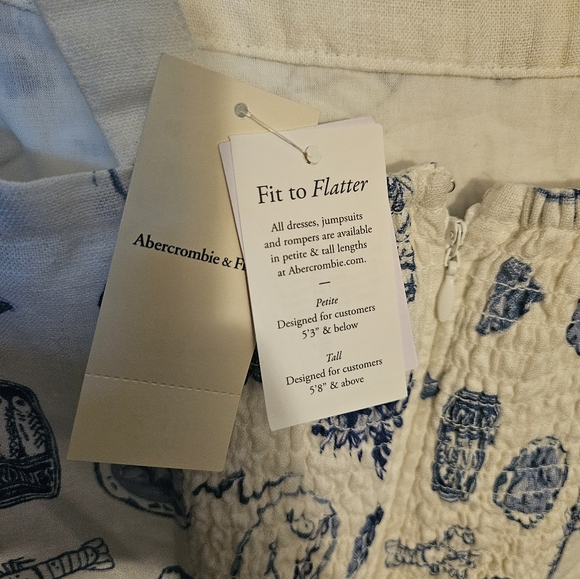 Abercrombie & Fi
Fit to Flatter
All dresses, jumpsuits
and rompers are available
in petite & tall lengths
at Abercrombie.com.
Petite
Designed for customers
5'3" & below
Tall
Designed for customers
5'8" & above